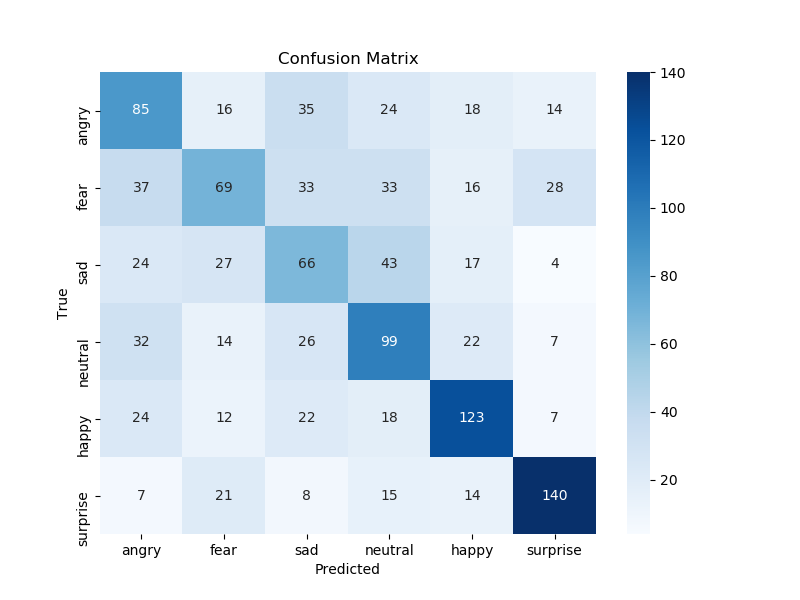 Confusion Matrix
angry 85 16 35 24 18 14
fear 37 69 33 33 16 28
sad 24 27 66 43 17 4
neutral 32 14 26 99 22 7
happy 24 12 22 18 123 7
surprise 7 21 8 15 14 140
angry fear sad neutral happy surprise
Predicted
True
140
120
100
80
60
40
20